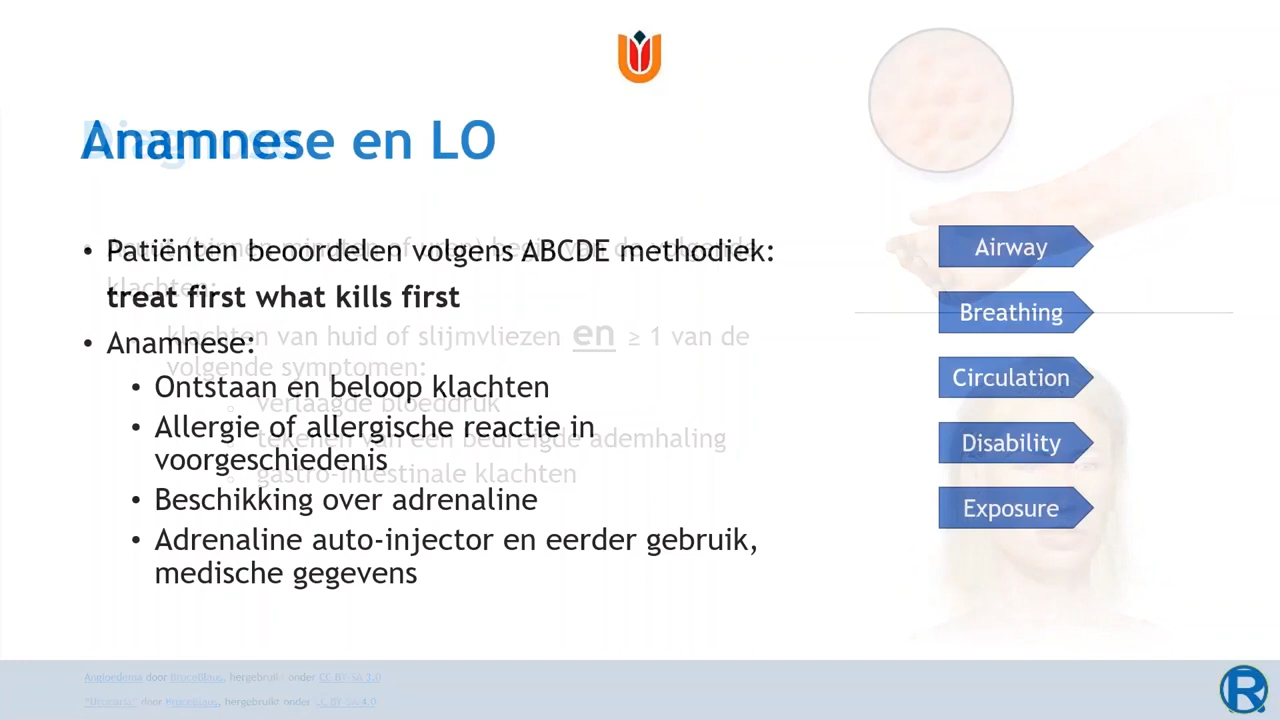 Anamnese en LO
• Patiënten beoordelen volgens ABCDE methodiek:
treat first what kills first
• Anamnese:
• Ontstaan en beloop klachten
• Allergie of allergische reactie in
voorgeschiedenis
• Beschikking over adrenaline
• Adrenaline auto-injector en eerder gebruik,
medische gegevens
Airway
Breathing
Circulation
Disability
Exposure
klachten:
klachten van huid of slijmvliezen en ≥ 1 van de
volgende symptomen:
verlaagde bloeddruk
tekenen van een bedreigde ademhaling
gastro-intestinale klachten
Angioedema door BruceBlaus, hergebruikt onder CC BY-SA 3.0
"Urticaria" door BruceBlaus, hergebruikt onder CC BY-SA 4.0
R